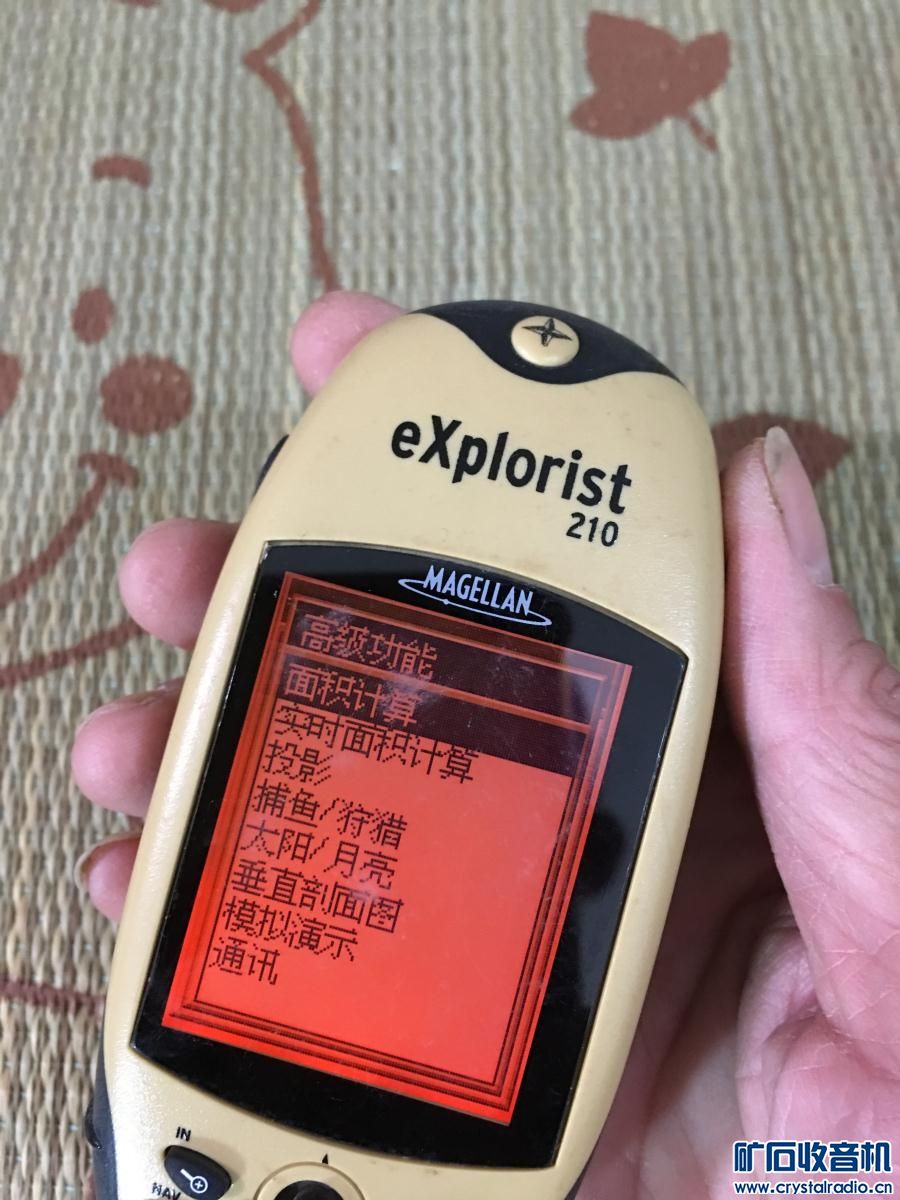 eXplorist
210
MAGELLAN
高级功能
面积计算
实时面积计算
投影
捕鱼/狩猎
太阳/月亮
垂直剖面图
模拟演示
通讯
IN
NAV
矿石收音机
www.crystalradio.cn